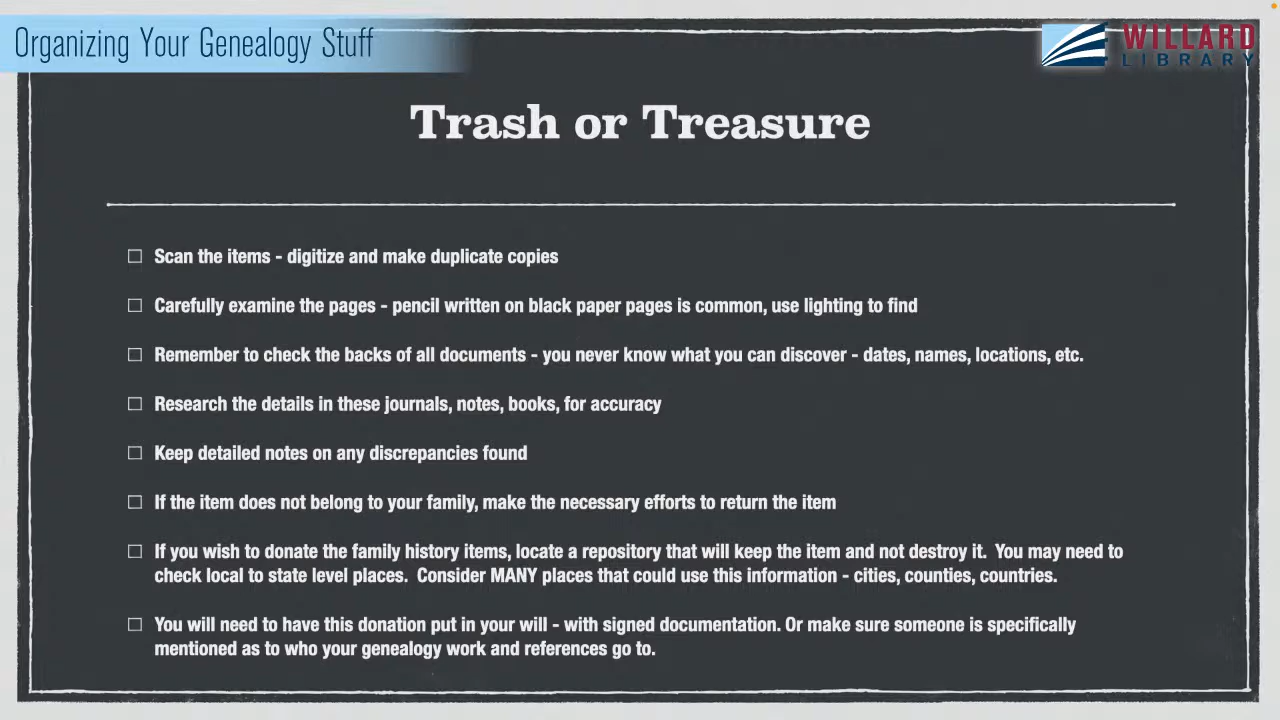 Organizing Your Genealogy Stuff
WILLARD
LIBRARY
Trash or Treasure
Scan the items - digitize and make duplicate copies
Carefully examine the pages - pencil written on black paper pages is common, use lighting to find
Remember to check the backs of all documents - you never know what you can discover - dates, names, locations, etc.
Research the details in these journals, notes, books, for accuracy
Keep detailed notes on any discrepancies found
If the item does not belong to your family, make the necessary efforts to return the item
If you wish to donate the family history items, locate a repository that will keep the item and not destroy it.  You may need to
check local to state level places.  Consider MANY places that could use this information - cities, counties, countries.
You will need to have this donation put in your will - with signed documentation. Or make sure someone is specifically
mentioned as to who your genealogy work and references go to.